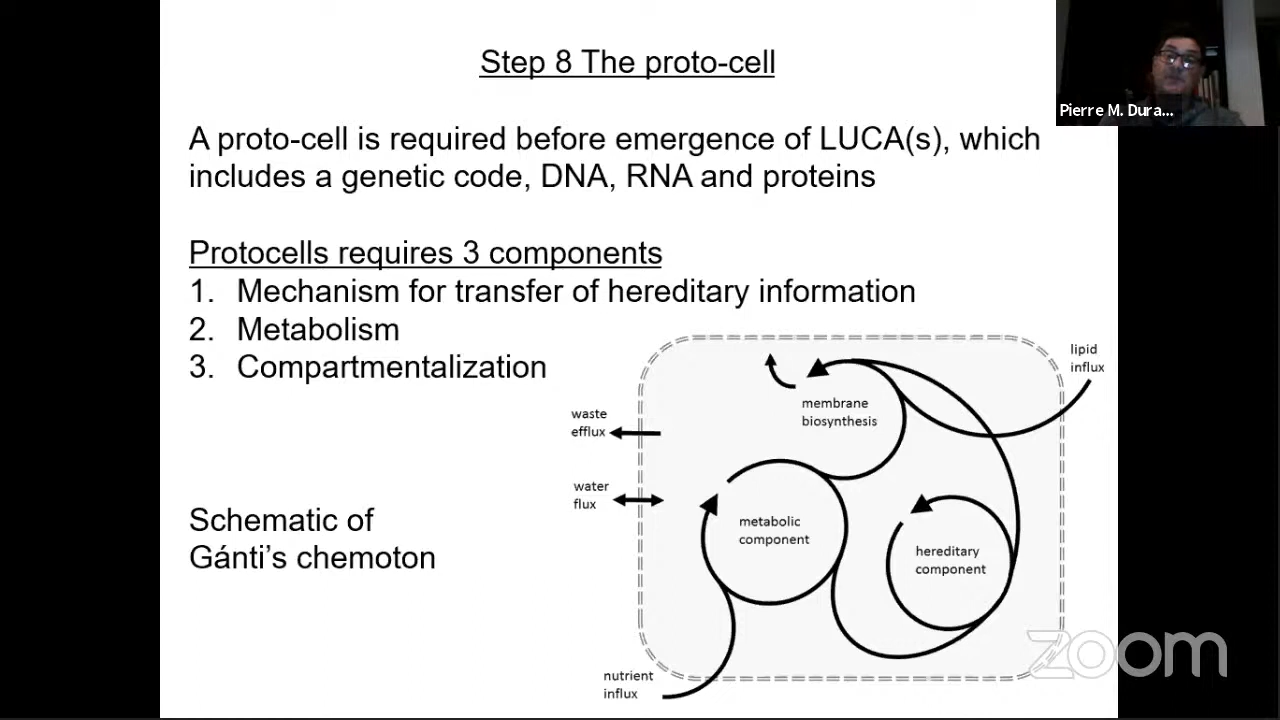 Step 8 The proto-cell
Pierre M. Dura...
A proto-cell is required before emergence of LUCA(s), which
includes a genetic code, DNA, RNA and proteins
Protocells requires 3 components
1. Mechanism for transfer of hereditary information
2. Metabolism
3. Compartmentalization
Schematic of
Gánti's chemoton
lipid
influx
membrane
biosynthesis
waste
efflux
water
flux
metabolic
component
hereditary
component
nutrient
influx
zoom